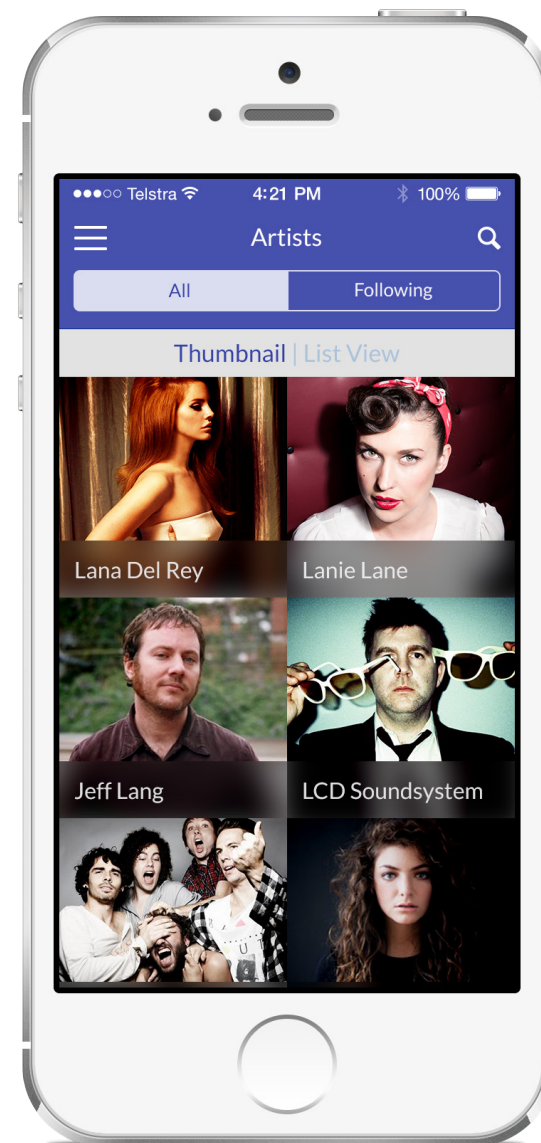 Telstra 4:21 PM 100%
Artists
All Following
Thumbnail | List View
Lana Del Rey Lanie Lane
Jeff Lang LCD Soundsystem